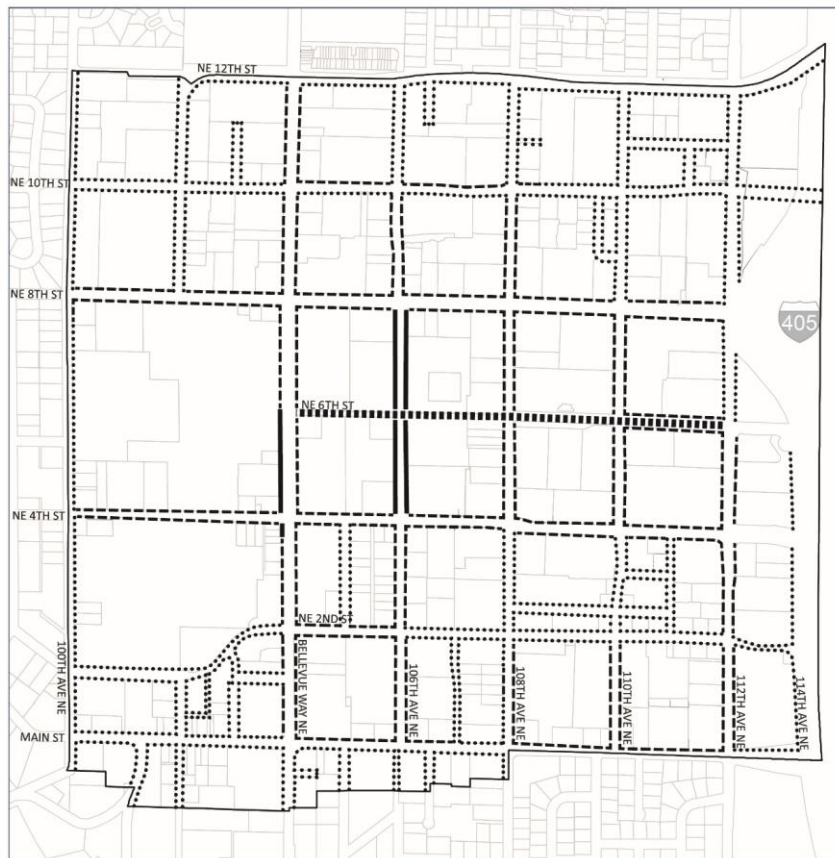 NE 12TH ST
NE 10TH ST
NE 8TH ST
405
NE 6TH ST
NE 4TH ST
NE 2ND ST
100TH AVE NE
BELLEVUE WAY NE
106TH AVE NE
108TH AVE NE
110TH AVE NE
112TH AVE NE
114TH AVE NE
MAIN ST